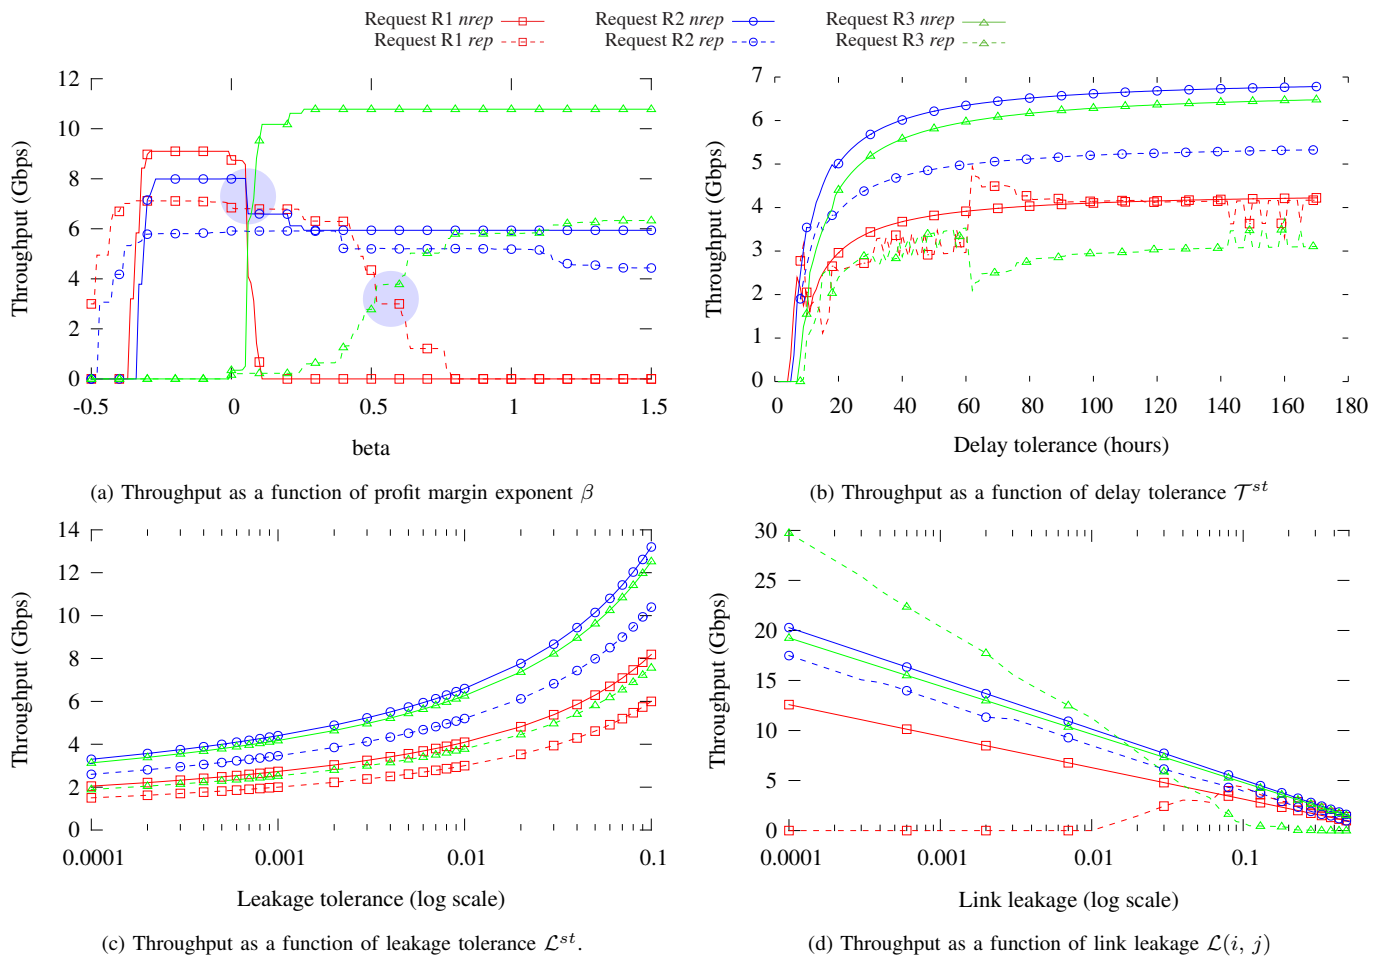 Request R1 nrep
Request R1 rep
Request R2 nrep
Request R2 rep
Request R3 nrep
Request R3 rep
12
10
8
6
4
2
0
Throughput (Gbps)
-0.5
0
0.5
1
1.5
beta
(a) Throughput as a function of profit margin exponent β
7
6
5
4
3
2
1
0
Throughput (Gbps)
0
20
40
60
80
100
120
140
160
180
Delay tolerance (hours)
(b) Throughput as a function of delay tolerance 𝒯^{st}
14
12
10
8
6
4
2
0
Throughput (Gbps)
0.0001
0.001
0.01
0.1
Leakage tolerance (log scale)
(c) Throughput as a function of leakage tolerance ℒ^{st}.
30
25
20
15
10
5
0
Throughput (Gbps)
0.0001
0.001
0.01
0.1
Link leakage (log scale)
(d) Throughput as a function of link leakage ℒ(i, j)